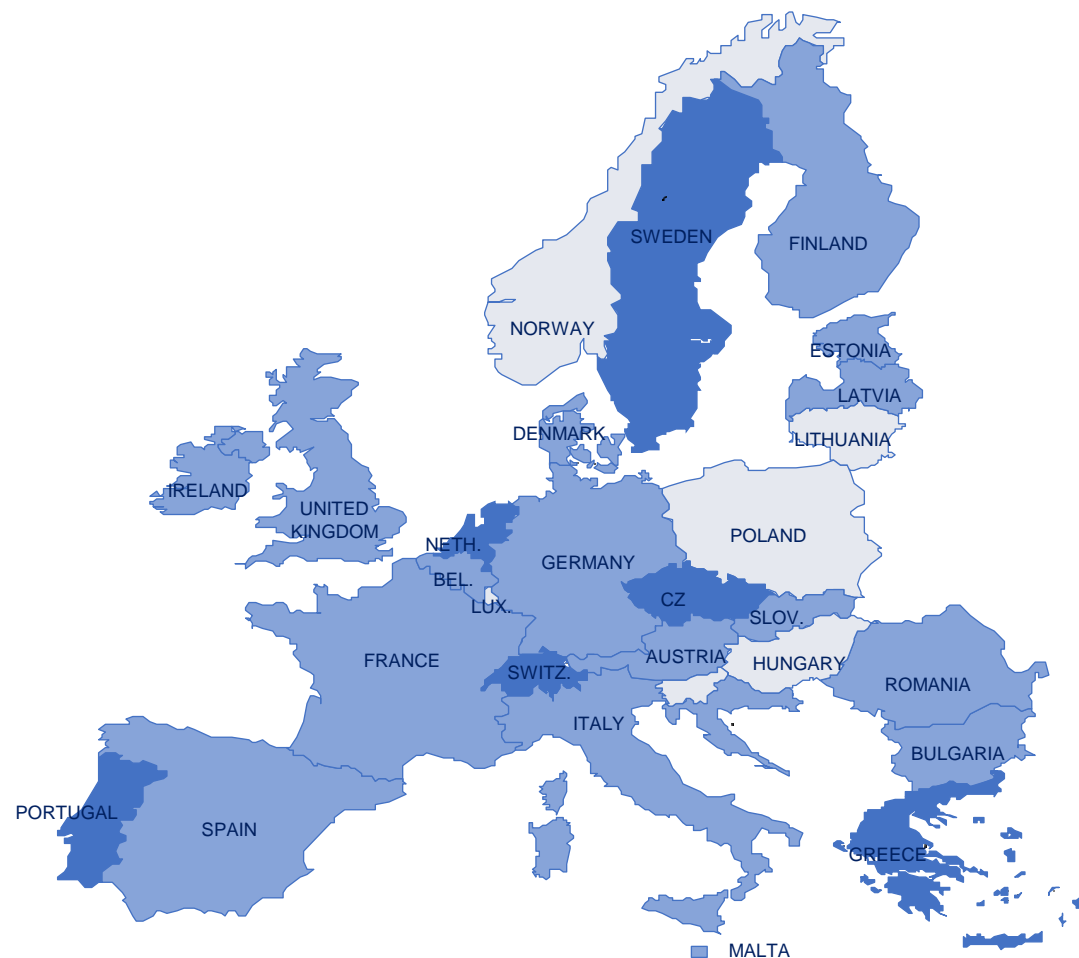 SWEDEN
FINLAND
NORWAY
ESTONIA
LATVIA
DENMARK
LITHUANIA
IRELAND
UNITED
KINGDOM
POLAND
NETH.
GERMANY
BEL.
CZ
LUX.
SLOV.
FRANCE
AUSTRIA
HUNGARY
SWITZ.
ROMANIA
ITALY
BULGARIA
PORTUGAL
SPAIN
GREECE
MALTA